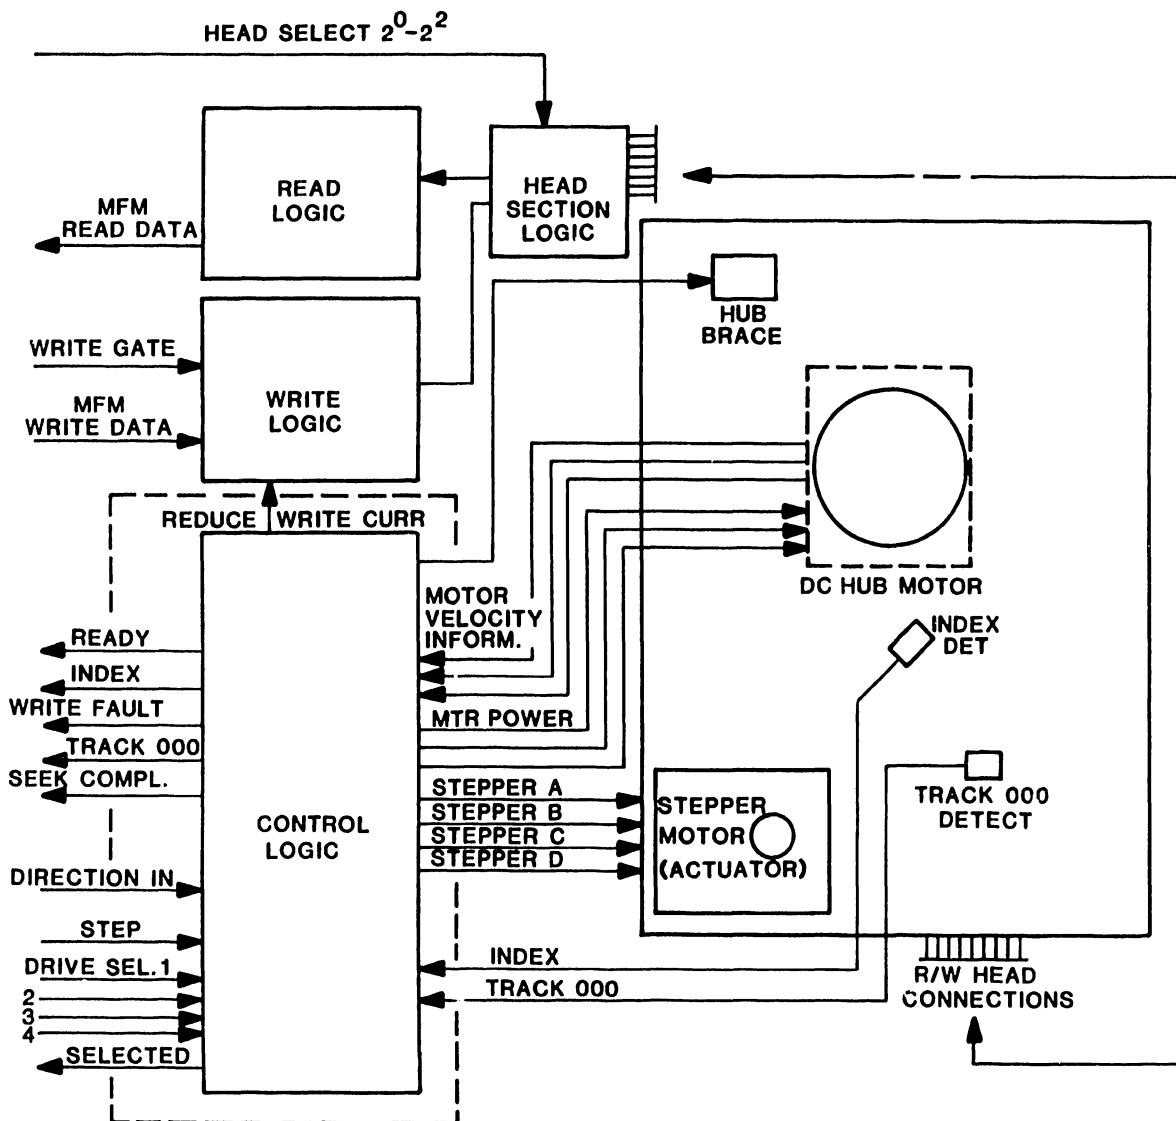 HEAD SELECT 2⁰-2²
READ
LOGIC
HEAD
SECTION
LOGIC
MFM
READ DATA
HUB
BRACE
WRITE GATE
MFM
WRITE DATA
WRITE
LOGIC
REDUCE WRITE CURR
DC HUB MOTOR
MOTOR
VELOCITY
INFORM.
INDEX
DET
READY
INDEX
WRITE FAULT
TRACK 000
SEEK COMPL.
MTR POWER
STEPPER A
STEPPER B
STEPPER C
STEPPER D
STEPPER
MOTOR
(ACTUATOR)
TRACK 000
DETECT
CONTROL
LOGIC
DIRECTION IN
STEP
DRIVE SEL.1
2
3
4
SELECTED
INDEX
TRACK 000
R/W HEAD
CONNECTIONS